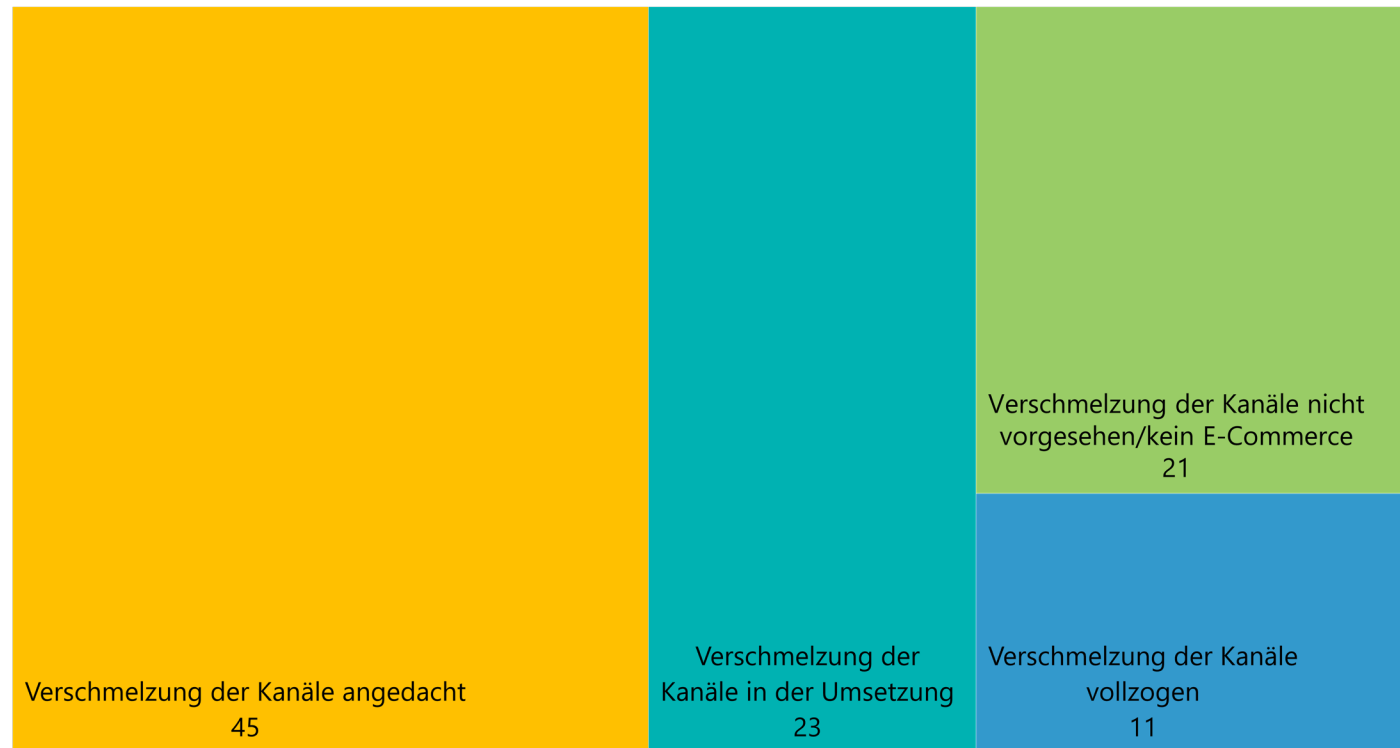 Verschmelzung der Kanäle angedacht
45
Verschmelzung der
Kanäle in der Umsetzung
23
Verschmelzung der Kanäle nicht
vorgesehen/kein E-Commerce
21
Verschmelzung der Kanäle
vollzogen
11